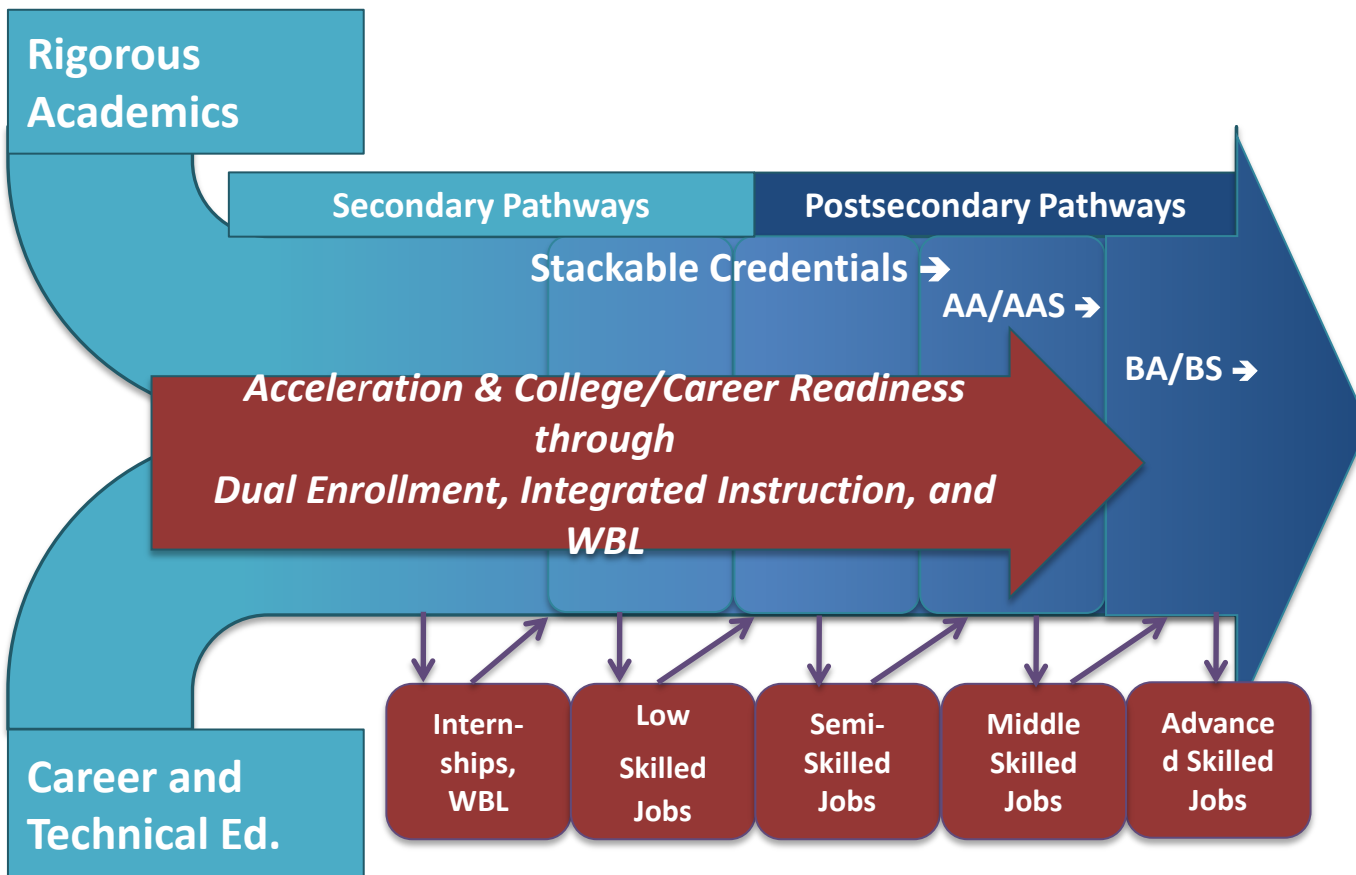 Rigorous
Academics
Secondary Pathways
Postsecondary Pathways
Stackable Credentials ➔
AA/AAS ➔
BA/BS ➔
Acceleration & College/Career Readiness
through
Dual Enrollment, Integrated Instruction, and
WBL
Intern-
ships,
WBL
Low
Skilled
Jobs
Semi-
Skilled
Jobs
Middle
Skilled
Jobs
Advance
d Skilled
Jobs
Career and
Technical Ed.